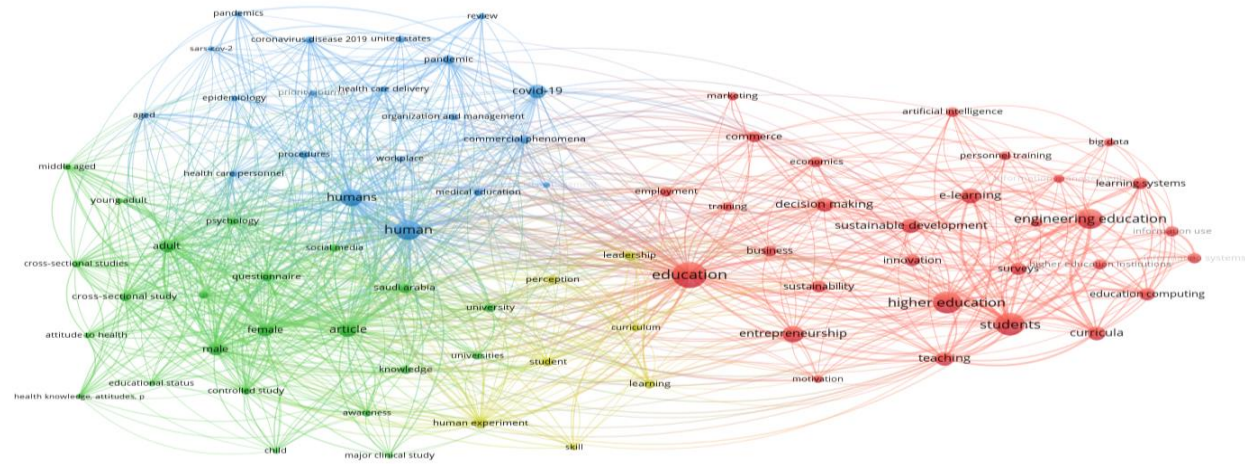 pandemics
review
coronavirus disease 2019
united states
sars-cov-2
pandemic
priority journal
health care delivery
covid-19
epidemiology
marketing
artificial intelligence
aged
organization and management
commercial phenomena
commerce
big data
procedures
workplace
economics
personnel training
middle aged
health care personnel
medical education
employment
e-learning
learning systems
young adult
humans
training
decision making
psychology
human
sustainable development
engineering education
information use
adult
social media
leadership
business
innovation
cross-sectional studies
questionnaire
perception
education
surveys
higher education institutions
systems
cross-sectional study
saudi arabia
university
sustainability
education computing
higher education
attitude to health
male
female
article
curriculum
entrepreneurship
students
curricula
universities
student
teaching
educational status
controlled study
knowledge
learning
motivation
health knowledge, attitudes, p
awareness
human experiment
skill
child
major clinical study